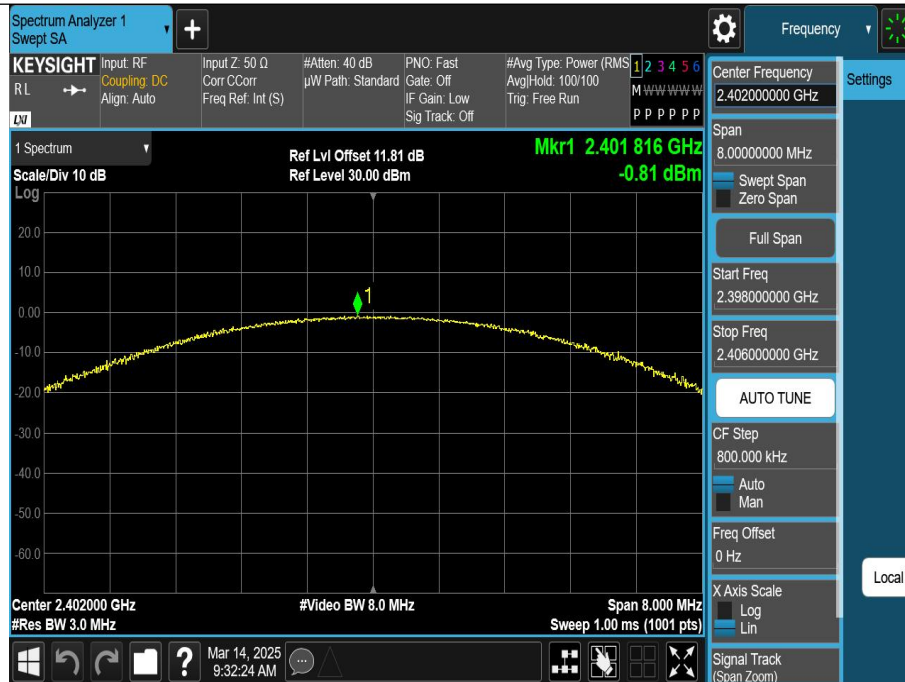 Spectrum Analyzer 1
Swept SA
+
Frequency
KEYSIGHT
R L
LXI
Input: RF
Coupling: DC
Align: Auto
Input Z: 50 Ω
Corr CCorr
Freq Ref: Int (S)
#Atten: 40 dB
µW Path: Standard
PNO: Fast
Gate: Off
IF Gain: Low
Sig Track: Off
#Avg Type: Power (RMS
Avg|Hold: 100/100
Trig: Free Run
1 2 3 4 5 6
M W W W W W
P P P P P P
1 Spectrum
Scale/Div 10 dB
Log
Ref Lvl Offset 11.81 dB
Ref Level 30.00 dBm
Mkr1 2.401 816 GHz
-0.81 dBm
20.0
10.0
0.00
-10.0
-20.0
-30.0
-40.0
-50.0
-60.0
1
Center 2.402000 GHz
#Res BW 3.0 MHz
#Video BW 8.0 MHz
Span 8.000 MHz
Sweep 1.00 ms (1001 pts)
Center Frequency
2.402000000 GHz
Span
8.00000000 MHz
Swept Span
Zero Span
Full Span
Start Freq
2.398000000 GHz
Stop Freq
2.406000000 GHz
AUTO TUNE
CF Step
800.000 kHz
Auto
Man
Freq Offset
0 Hz
X Axis Scale
Log
Lin
Signal Track
(Span Zoom)
Settings
Local
?
Mar 14, 2025
9:32:24 AM